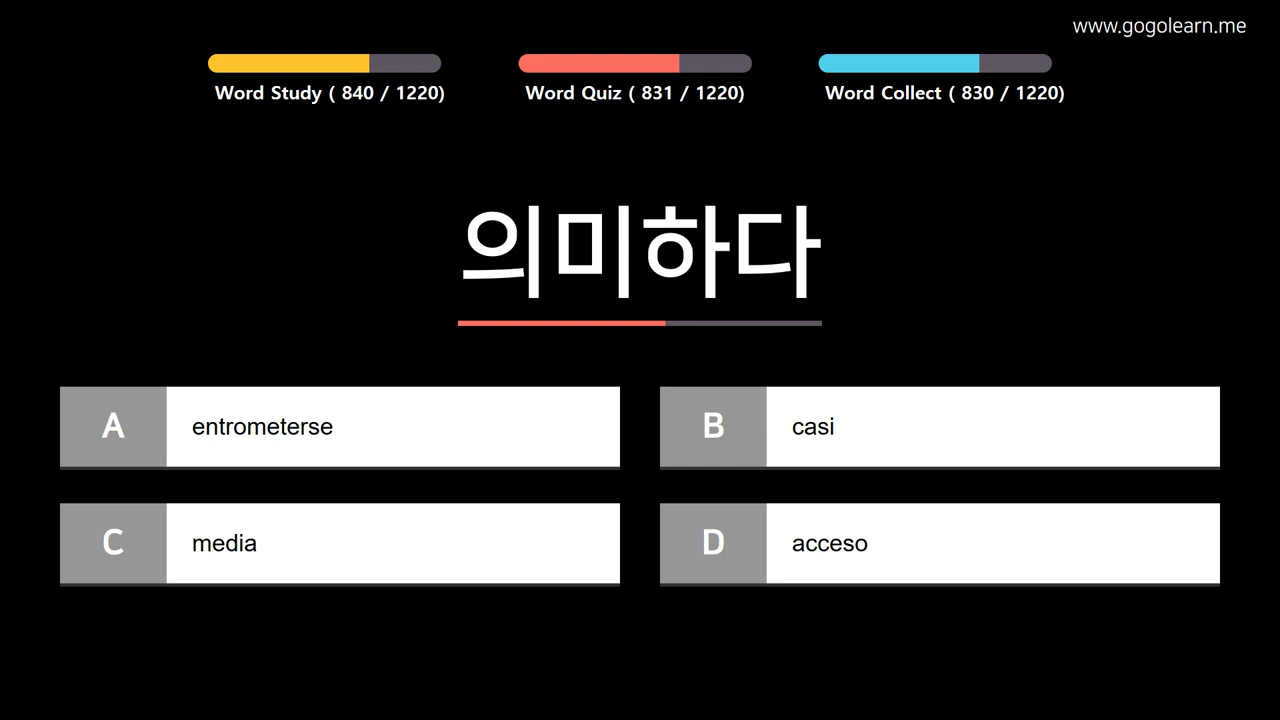 www.gogolearn.me
Word Study ( 840 / 1220)
Word Quiz ( 831 / 1220)
Word Collect ( 830 / 1220)
의미하다
A entrometerse
B casi
C media
D acceso